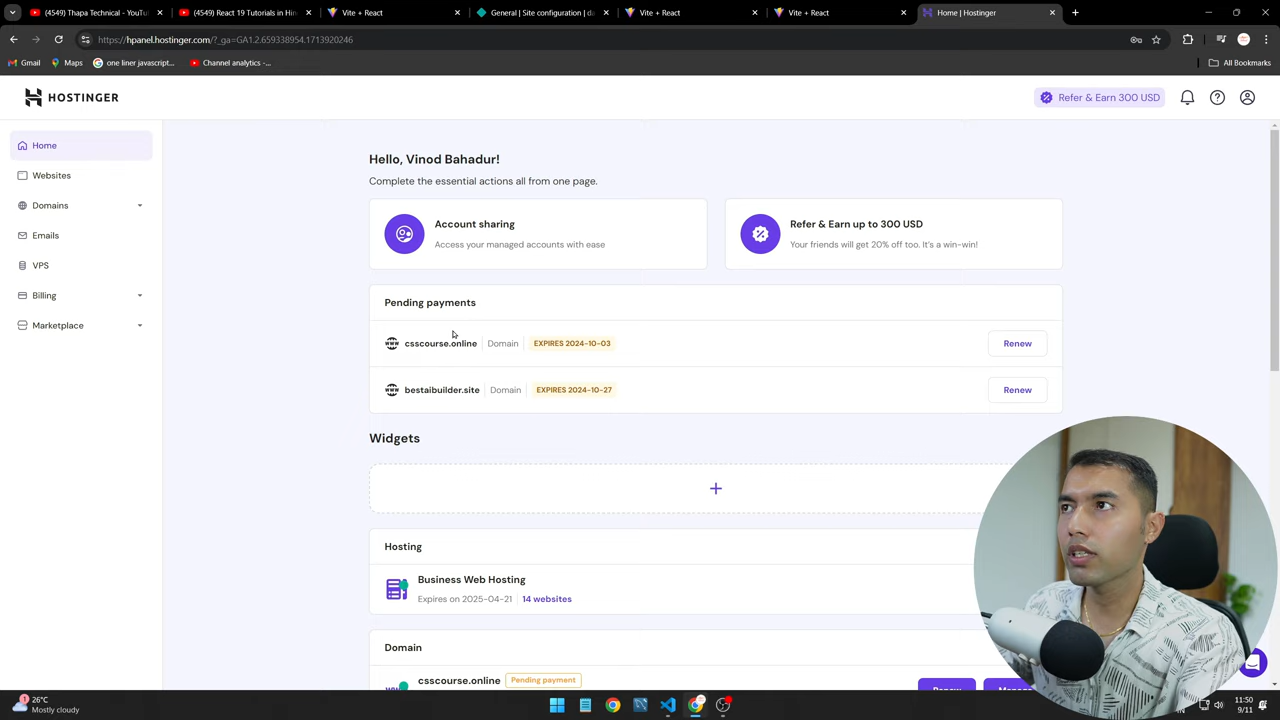 (4549) Thapa Technical - YouTu
(4549) React 19 Tutorials in Hin
Vite + React
General | Site configuration | da
Vite + React
Vite + React
Home | Hostinger
https://hpanel.hostinger.com/?_ga=GA1.2.659338954.1713920246
Gmail
Maps
one liner javascript...
Channel analytics -...
All Bookmarks
HOSTINGER
Refer & Earn 300 USD
Home
Websites
Domains
Emails
VPS
Billing
Marketplace
Hello, Vinod Bahadur!
Complete the essential actions all from one page.
Account sharing
Access your managed accounts with ease
Refer & Earn up to 300 USD
Your friends will get 20% off too. It's a win-win!
Pending payments
csscourse.online Domain EXPIRES 2024-10-03 Renew
bestaibuilder.site Domain EXPIRES 2024-10-27 Renew
Widgets
Hosting
Business Web Hosting
Expires on 2025-04-21 14 websites
Domain
csscourse.online Pending payment
26°C
Mostly cloudy
11:50
9/11